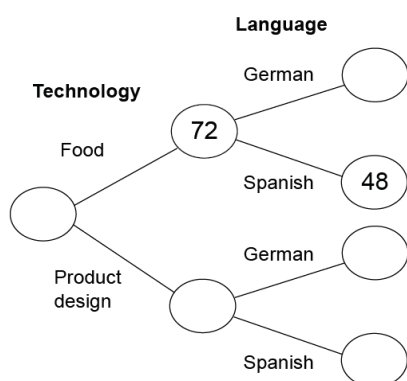 Language
German
Technology
72
Food
Spanish
48
German
Product
design
Spanish